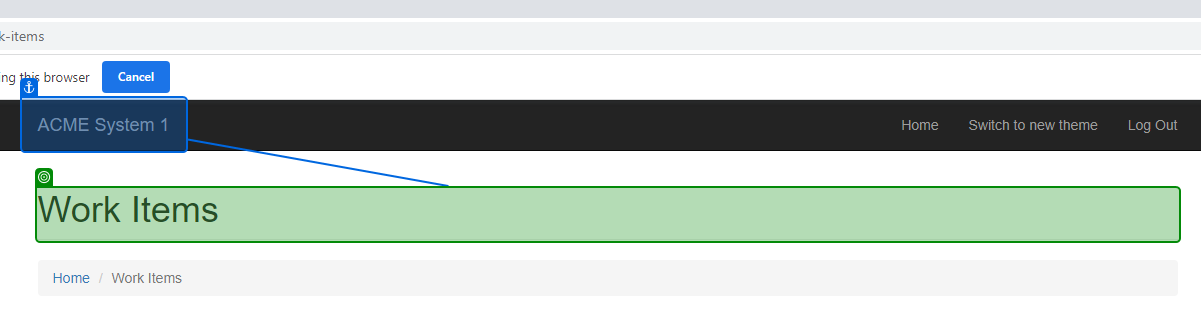 k-items
ing this browser Cancel
ACME System 1 Home Switch to new theme Log Out
Work Items
Home / Work Items